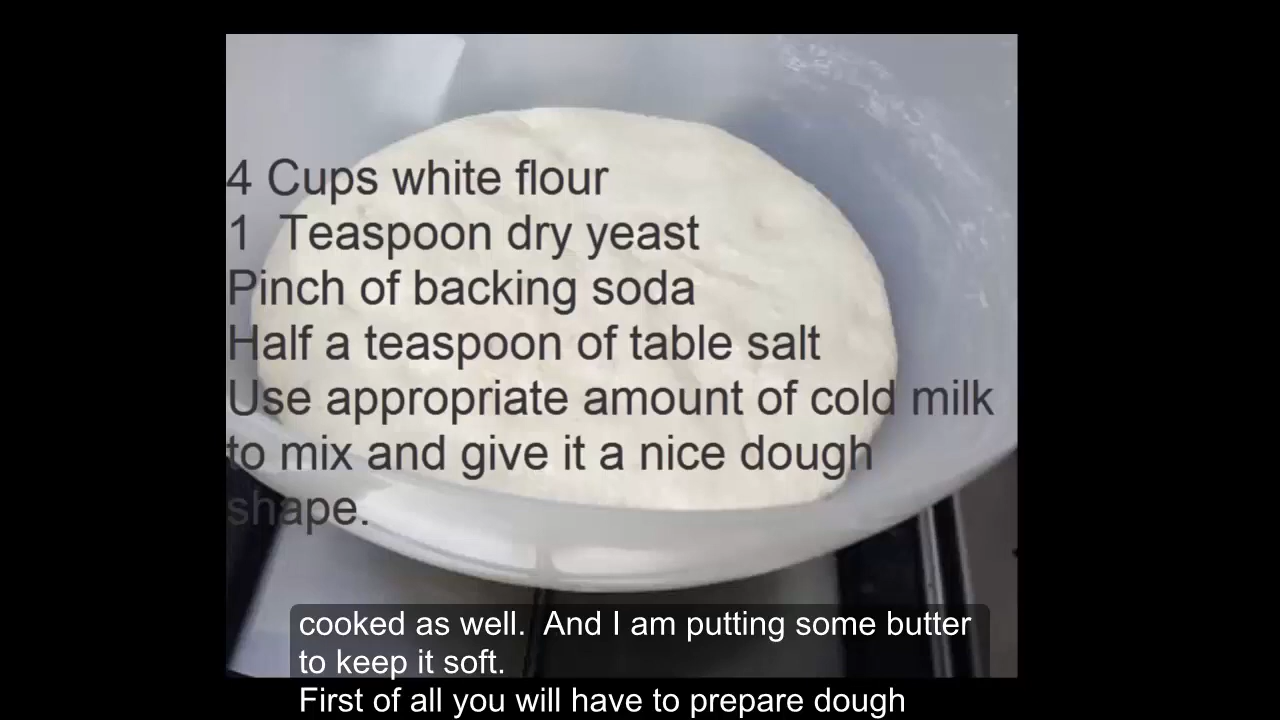 4 Cups white flour
1 Teaspoon dry yeast
Pinch of backing soda
Half a teaspoon of table salt
Use appropriate amount of cold milk
to mix and give it a nice dough
shape.
cooked as well. And I am putting some butter
to keep it soft.
First of all you will have to prepare dough